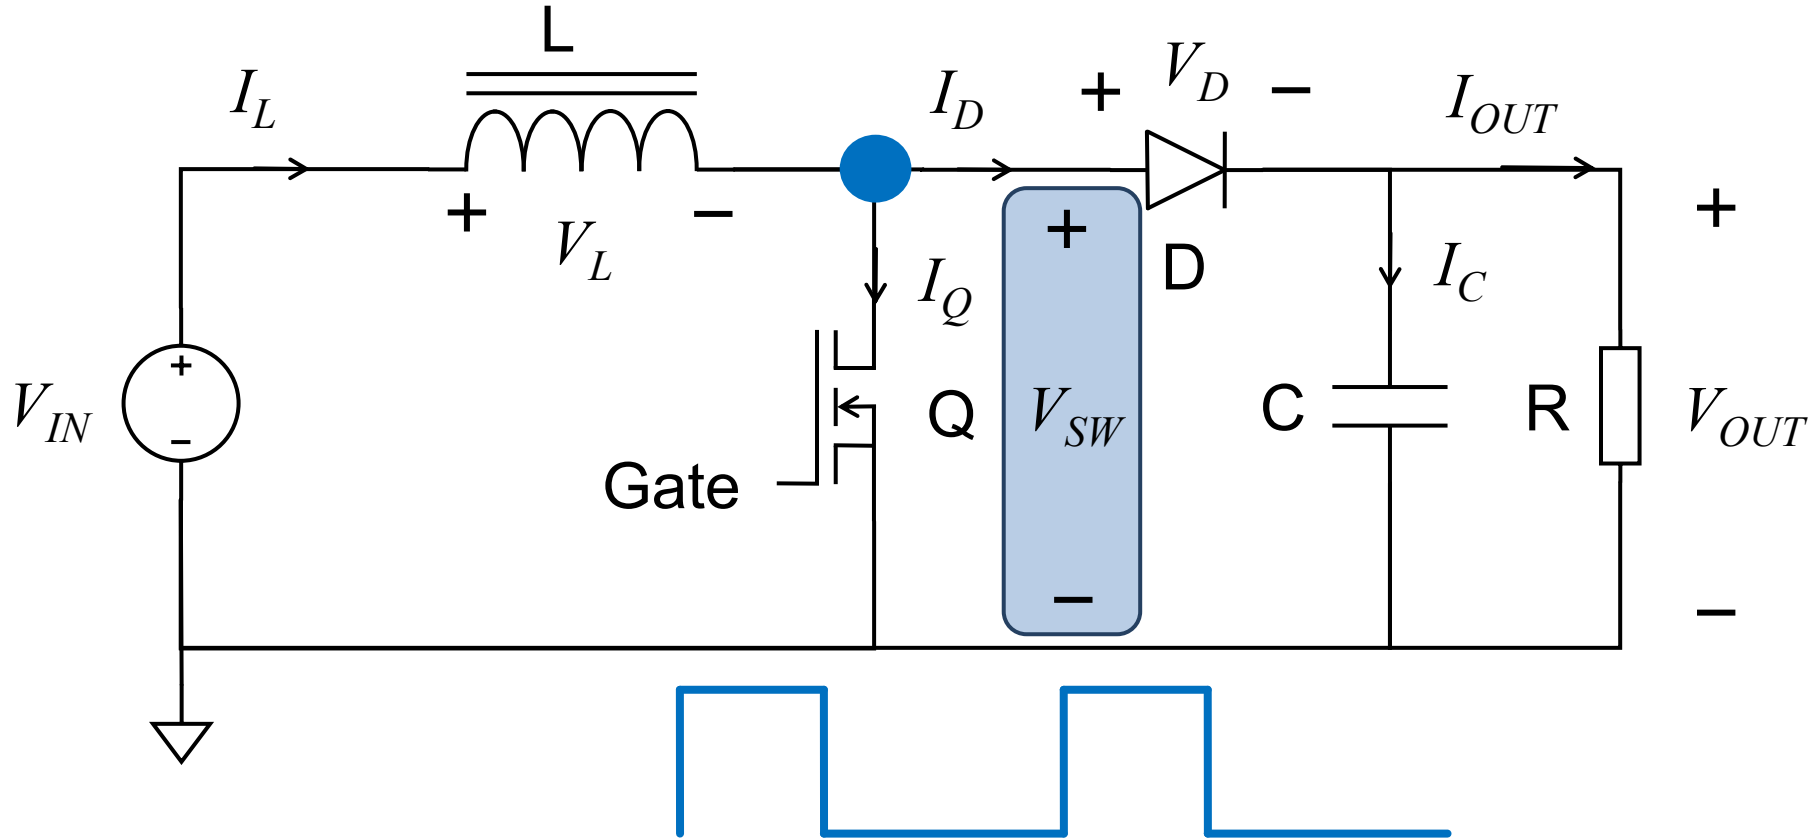 L
I_L
I_D
+ V_D −
I_OUT
+ V_L −
I_Q
+
D
I_C
+
V_IN
+
−
Q
V_SW
C
R
V_OUT
Gate
−
−